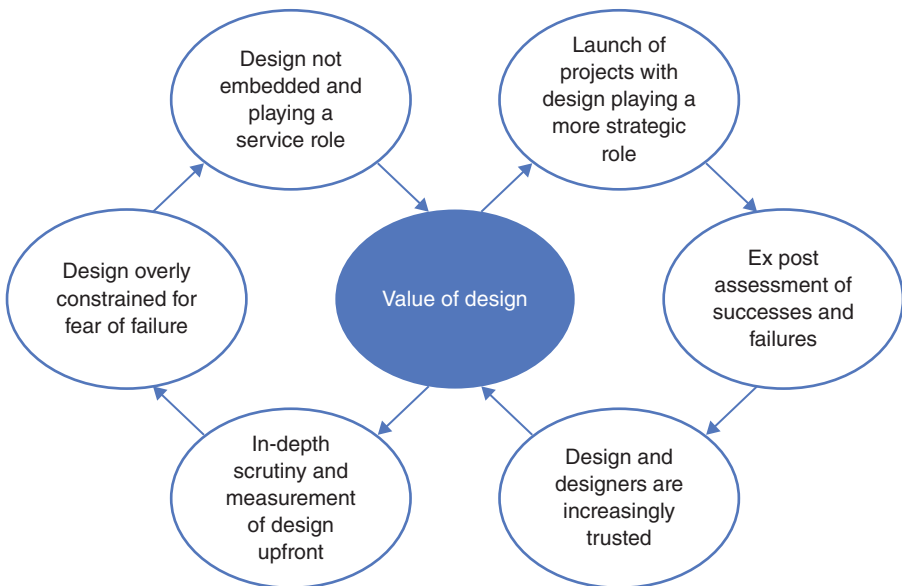 Design not
embedded and
playing a
service role
Launch of
projects with
design playing a
more strategic
role
Design overly
constrained for
fear of failure
Value of design
Ex post
assessment of
successes and
failures
In-depth
scrutiny and
measurement
of design
upfront
Design and
designers are
increasingly
trusted